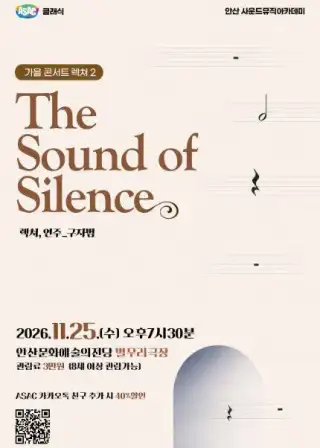 ASAC 클래식
안산 사운드뮤직아카데미
가을 콘서트 렉처 2
The
Sound of
Silence
렉처, 연주_구자범
2026.11.25.(수) 오후7시30분
안산문화예술의전당 별무리극장
관람료 3만원 (8세 이상 관람가능)
ASAC 카카오톡 친구 추가 시 40%할인